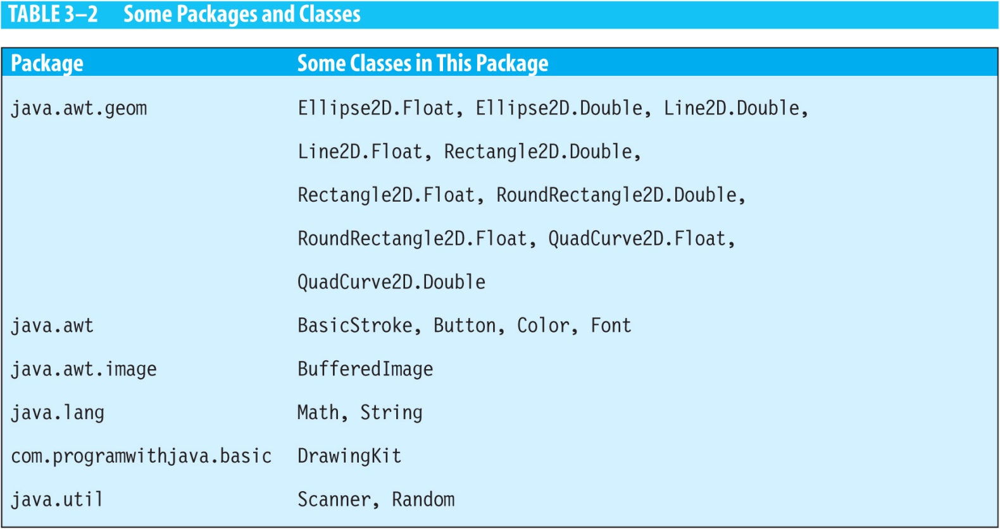 TABLE 3–2 Some Packages and Classes
Package Some Classes in This Package
java.awt.geom Ellipse2D.Float, Ellipse2D.Double, Line2D.Double,
Line2D.Float, Rectangle2D.Double,
Rectangle2D.Float, RoundRectangle2D.Double,
RoundRectangle2D.Float, QuadCurve2D.Float,
QuadCurve2D.Double
java.awt BasicStroke, Button, Color, Font
java.awt.image BufferedImage
java.lang Math, String
com.programwithjava.basic DrawingKit
java.util Scanner, Random